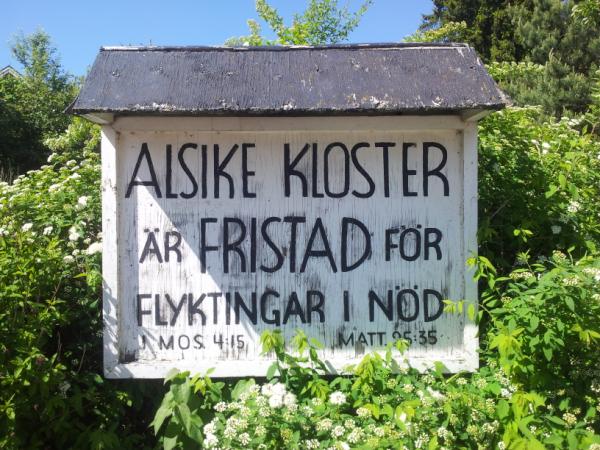 ALSIKE KLOSTER
ÄR FRISTAD FÖR
FLYKTINGAR I NÖD
1 MOS. 4:15 MATT. 25:35